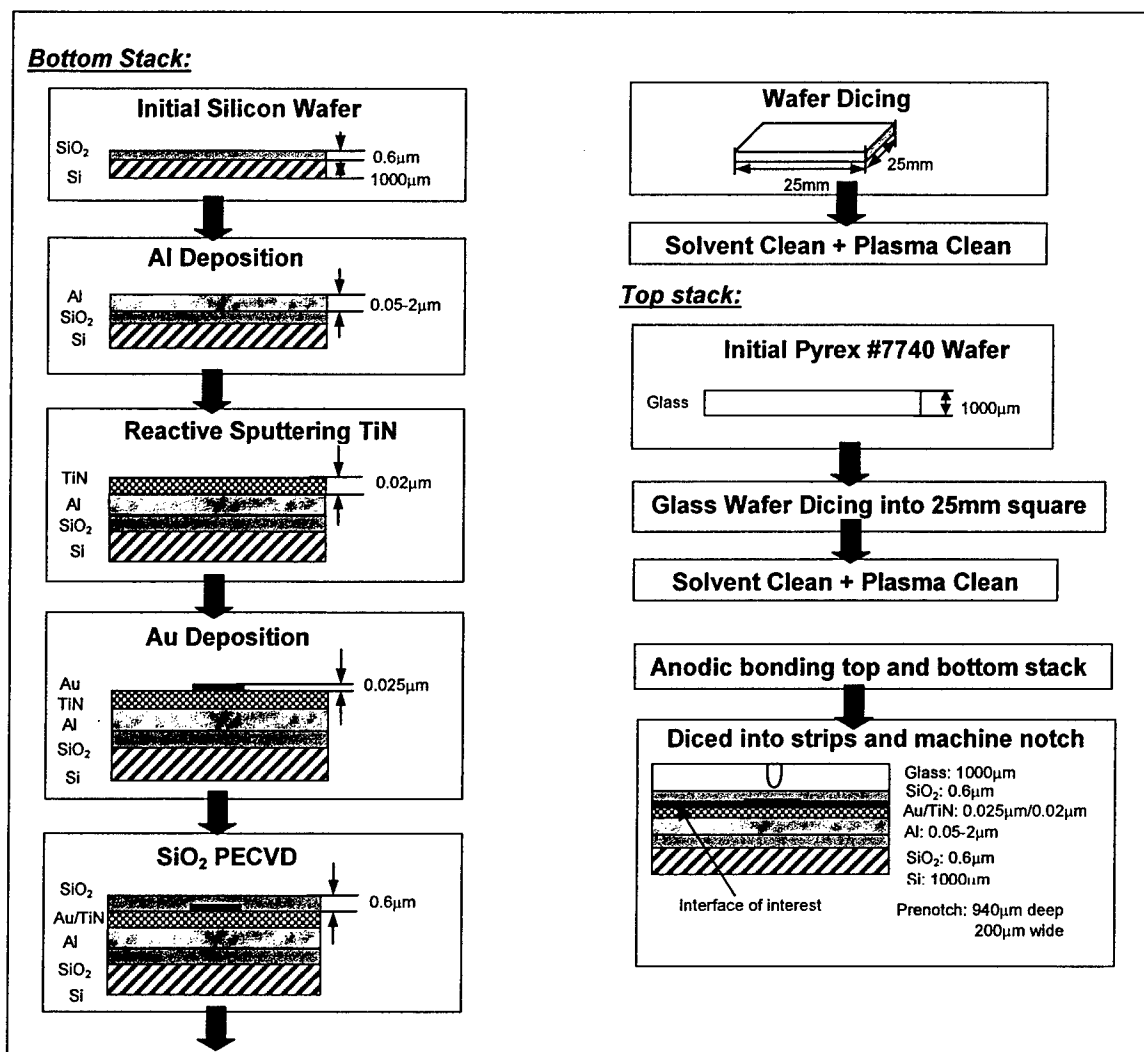 Bottom Stack:
Initial Silicon Wafer
SiO₂
0.6µm
Si
1000µm
Al Deposition
Al
0.05-2µm
SiO₂
Si
Reactive Sputtering TiN
TiN
0.02µm
Al
SiO₂
Si
Au Deposition
Au
0.025µm
TiN
Al
SiO₂
Si
SiO₂ PECVD
SiO₂
0.6µm
Au/TiN
Al
SiO₂
Si
Wafer Dicing
25mm
25mm
Solvent Clean + Plasma Clean
Top stack:
Initial Pyrex #7740 Wafer
Glass
1000µm
Glass Wafer Dicing into 25mm square
Solvent Clean + Plasma Clean
Anodic bonding top and bottom stack
Diced into strips and machine notch
Glass: 1000µm
SiO₂: 0.6µm
Au/TiN: 0.025µm/0.02µm
Al: 0.05-2µm
SiO₂: 0.6µm
Si: 1000µm
Interface of interest
Prenotch: 940µm deep
200µm wide